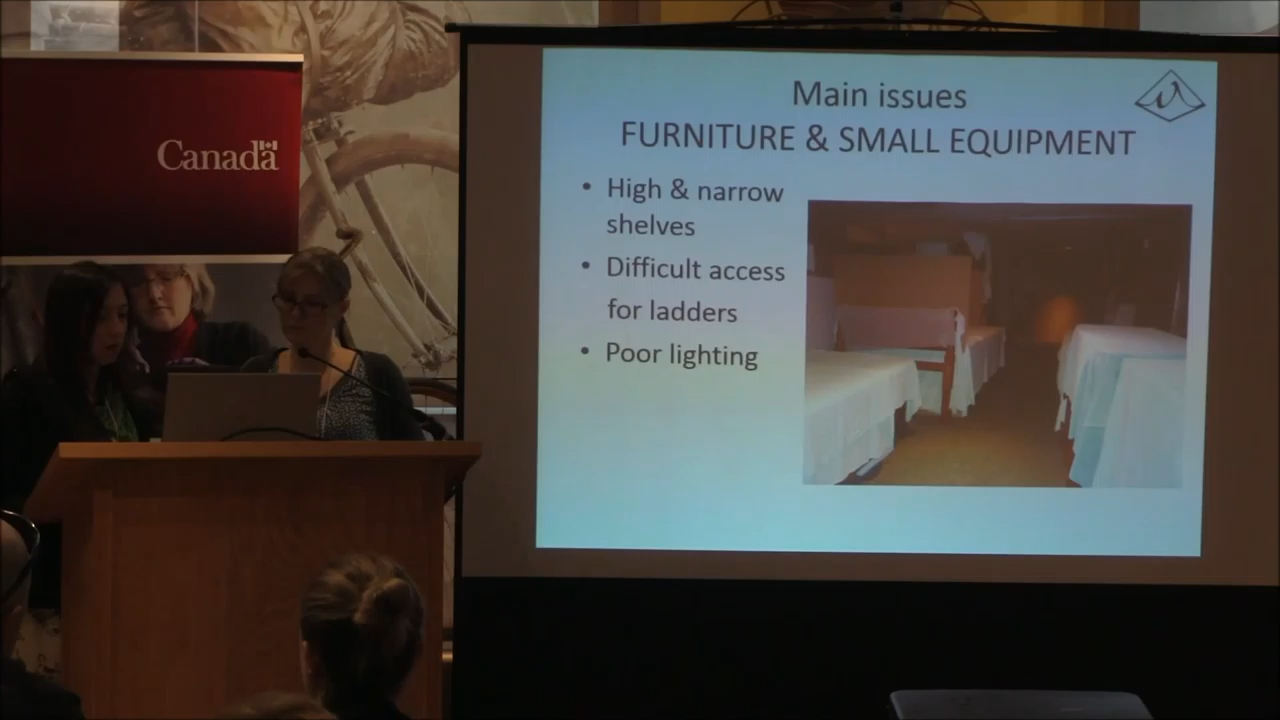 Canada
Main issues
FURNITURE & SMALL EQUIPMENT
• High & narrow
shelves
• Difficult access
for ladders
• Poor lighting